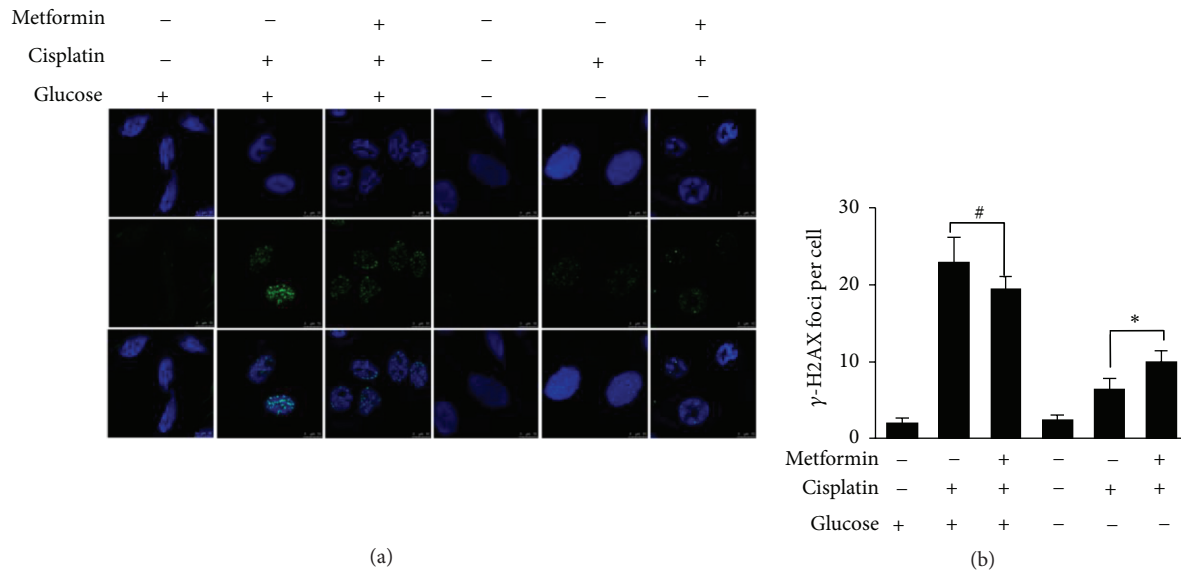 Metformin − − + − − +
Cisplatin − + + − + +
Glucose + + + − − −
(a)
γ-H2AX foci per cell
30
20
10
0
#
*
Metformin − − + − − +
Cisplatin − + + − + +
Glucose + + + − − −
(b)